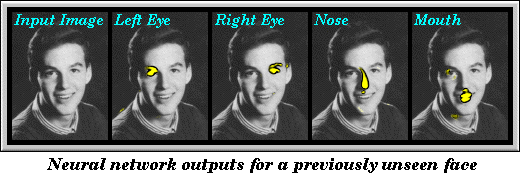 Input Image Left Eye Right Eye Nose Mouth
Neural network outputs for a previously unseen face